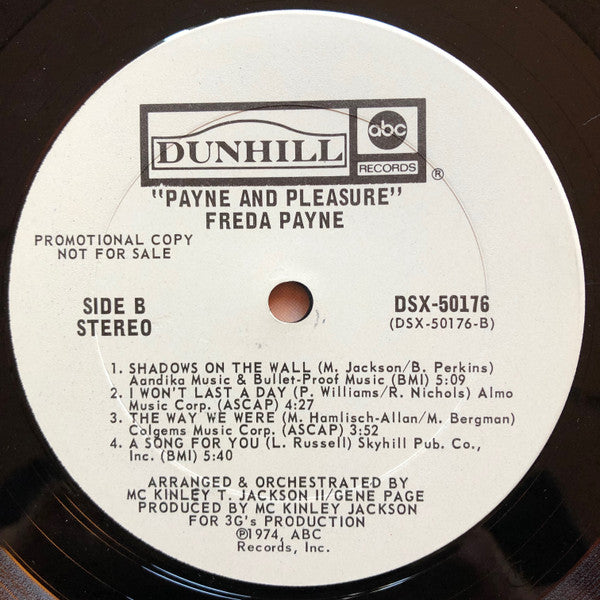 DUNHILL
abc
RECORDS
®
"PAYNE AND PLEASURE"
FREDA PAYNE
PROMOTIONAL COPY
NOT FOR SALE
SIDE B
STEREO
DSX-50176
(DSX-50176-B)
1. SHADOWS ON THE WALL (M. Jackson/B. Perkins)
Aandika Music & Bullet-Proof Music (BMI) 5:09
2. I WON'T LAST A DAY (P. Williams/R. Nichols) Almo
Music Corp. (ASCAP) 4:27
3. THE WAY WE WERE (M. Hamlisch-Allan/M. Bergman)
Colgems Music Corp. (ASCAP) 3:52
4. A SONG FOR YOU (L. Russell) Skyhill Pub. Co.,
Inc. (BMI) 5:40
ARRANGED & ORCHESTRATED BY
MC KINLEY T. JACKSON II/GENE PAGE
PRODUCED BY MC KINLEY JACKSON
FOR 3G's PRODUCTION
℗1974, ABC
Records, Inc.